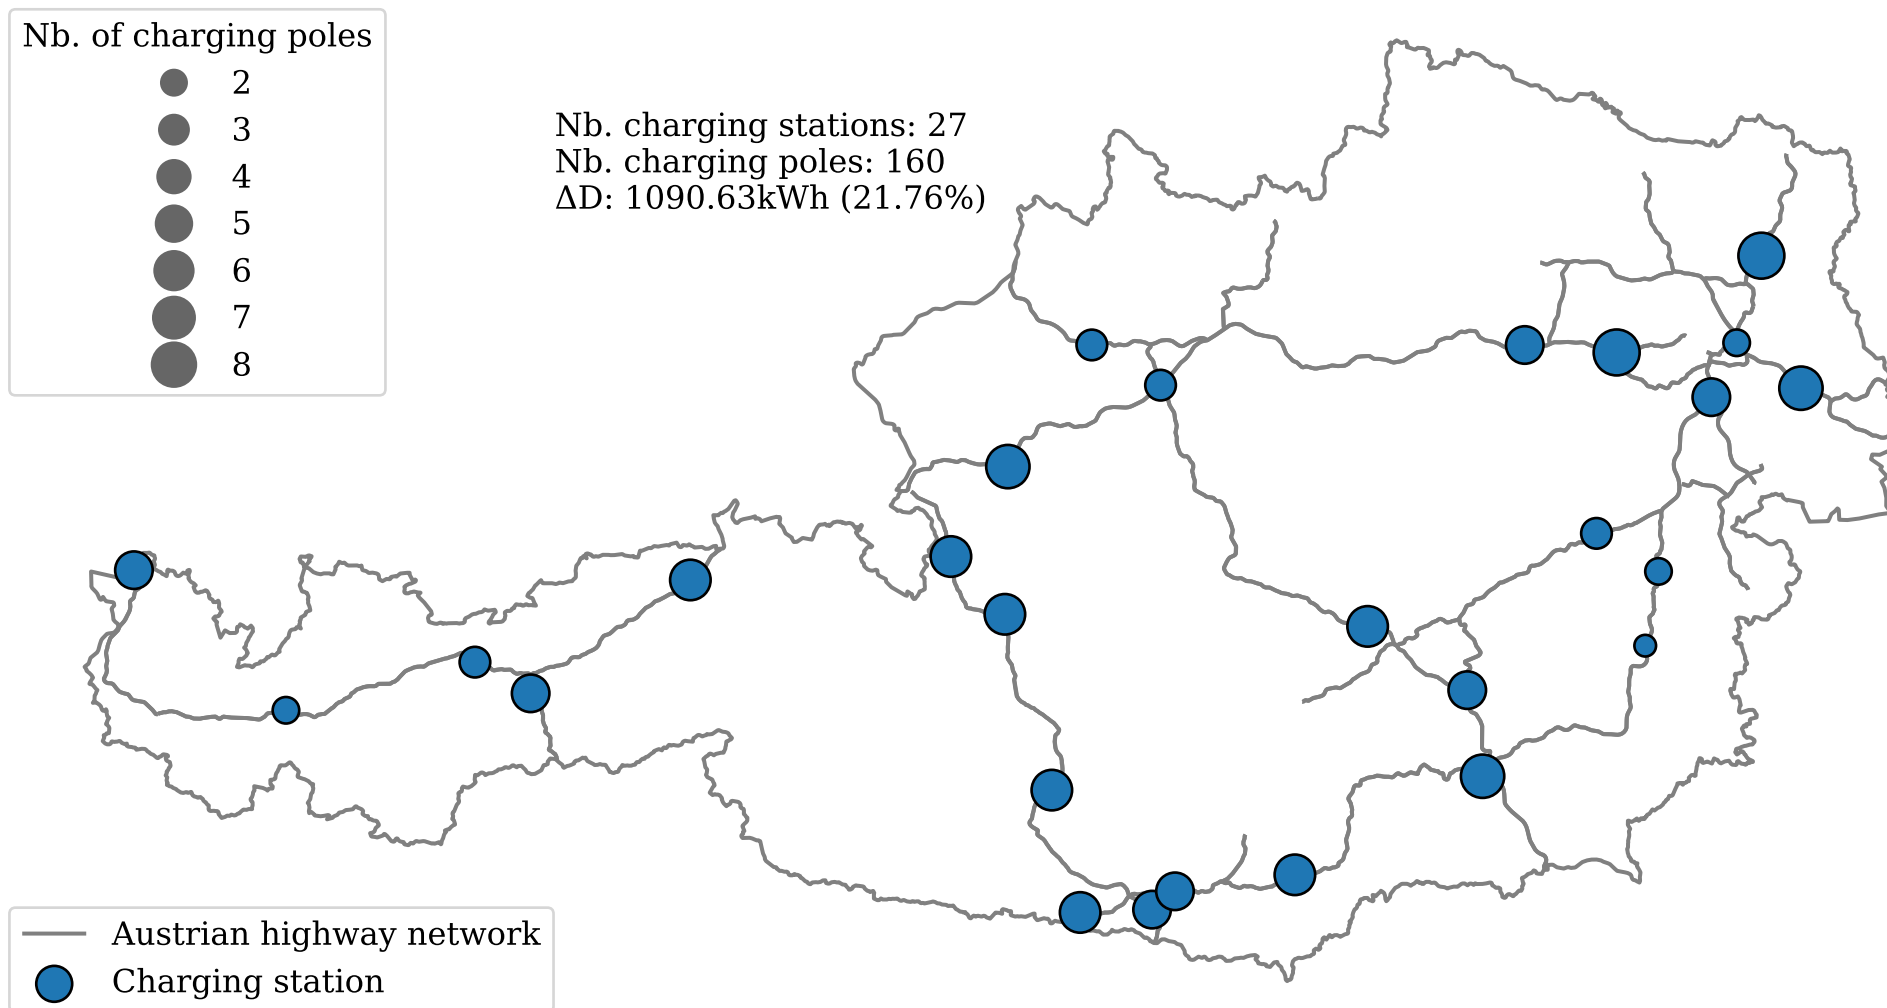 Nb. of charging poles
2
3
4
5
6
7
8
Nb. charging stations: 27
Nb. charging poles: 160
ΔD: 1090.63kWh (21.76%)
Austrian highway network
Charging station